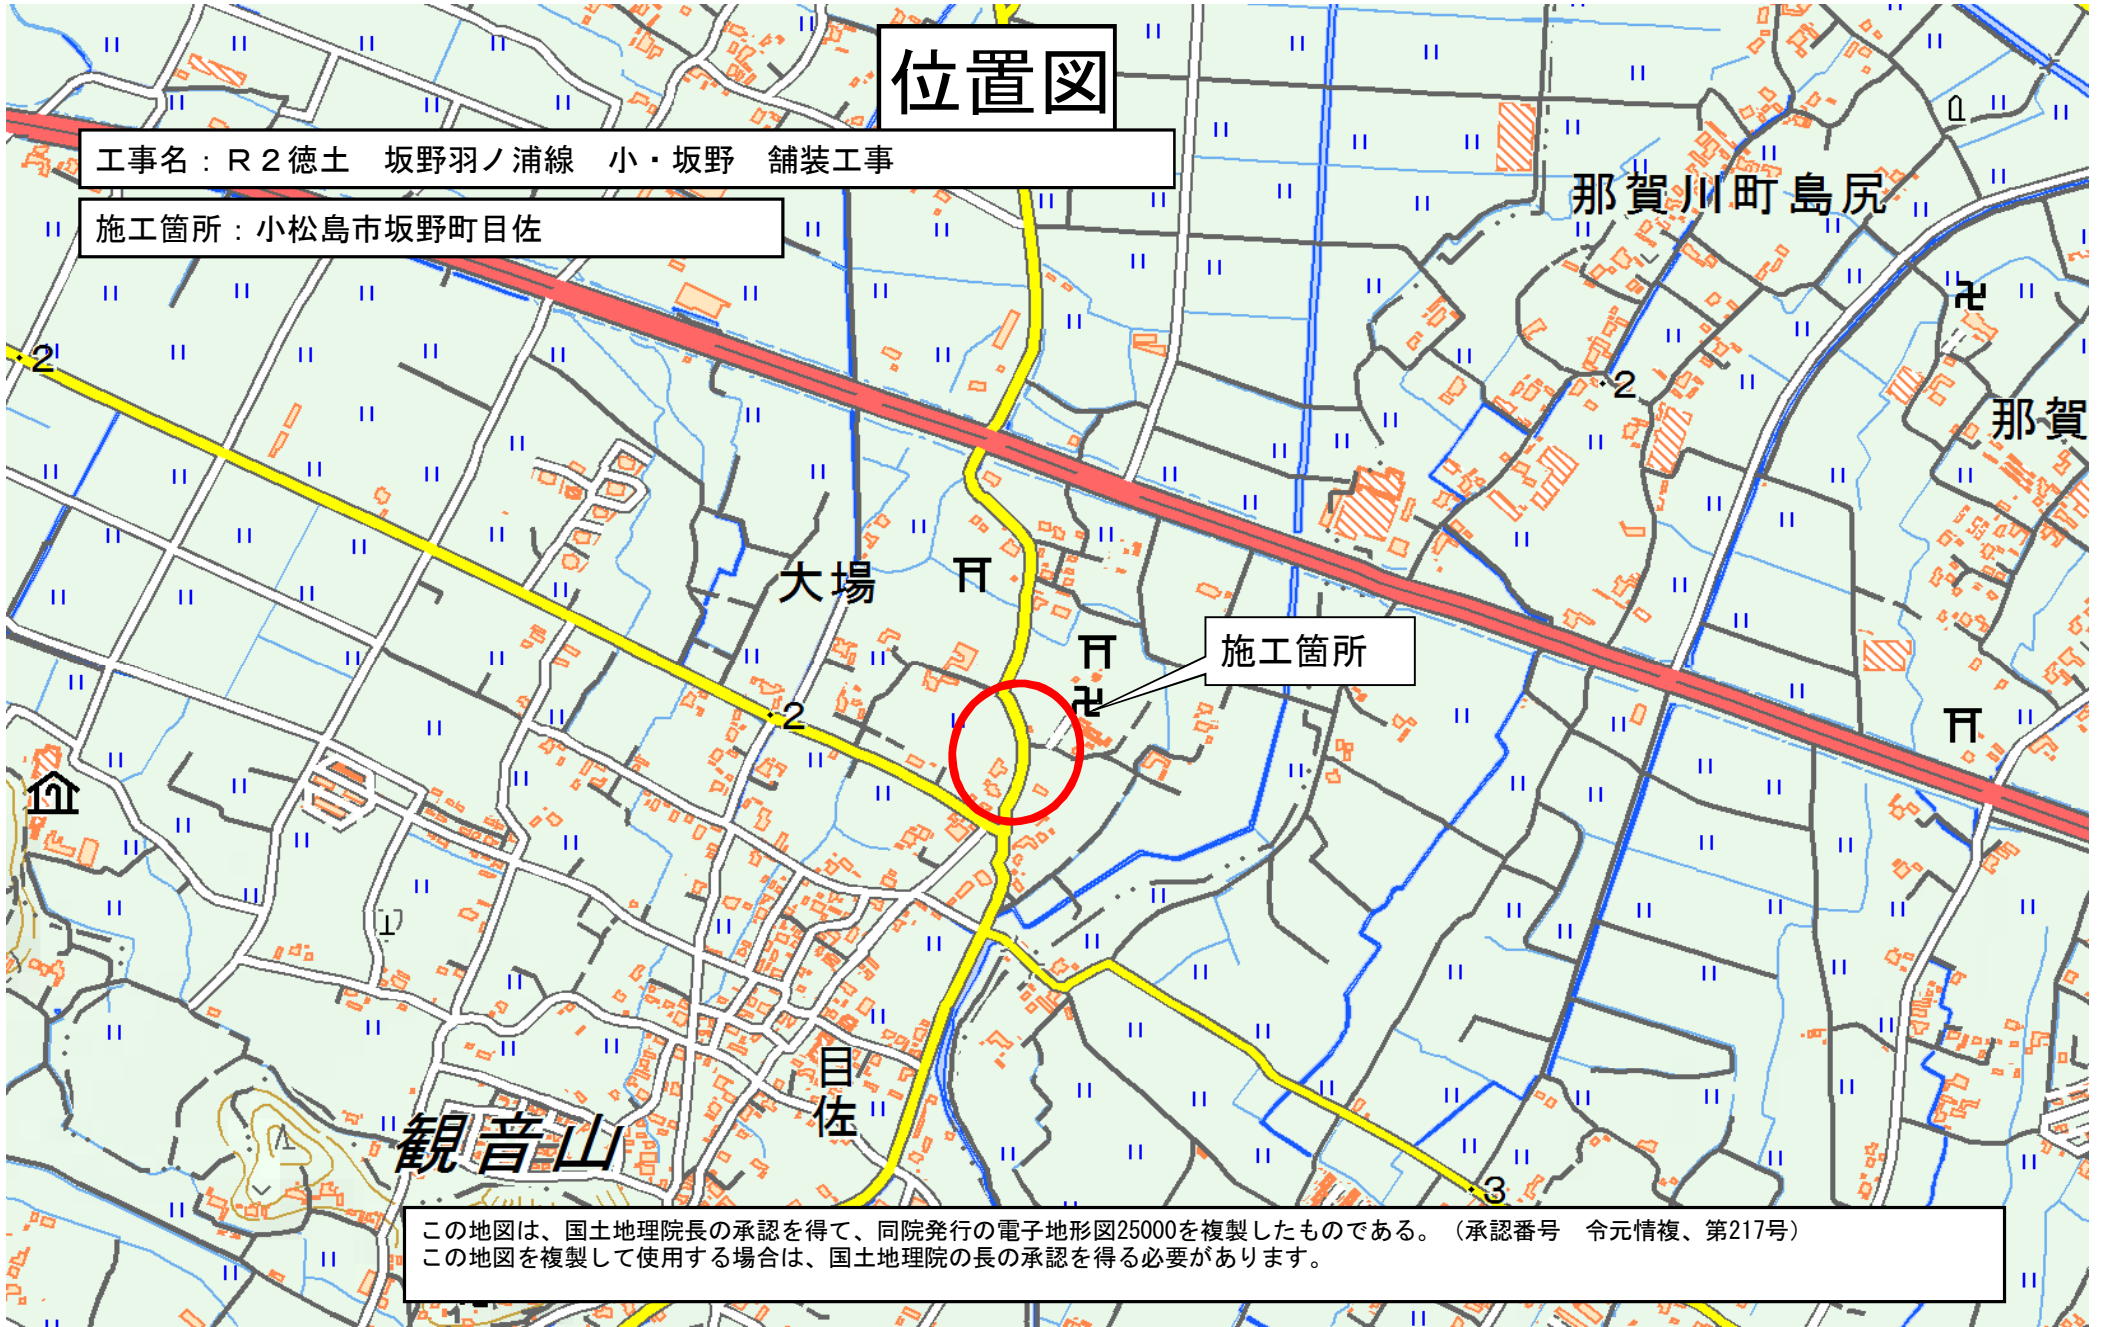 位置図
工事名：Ｒ２徳土　坂野羽ノ浦線　小・坂野　舗装工事
施工箇所：小松島市坂野町目佐
那賀川町島尻
2
2
那賀
大場
施工箇所
2
目佐
観音山
3
この地図は、国土地理院長の承認を得て、同院発行の電子地形図25000を複製したものである。（承認番号　令元情複、第217号）
この地図を複製して使用する場合は、国土地理院の長の承認を得る必要があります。